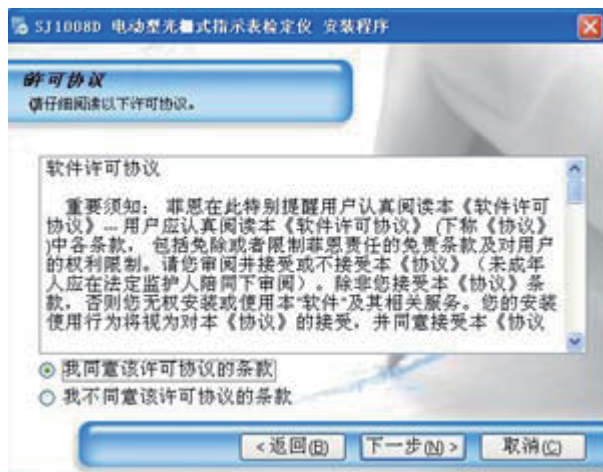 SJ1008D 电动型光栅式指示表检定仪 安装程序
许可协议
请仔细阅读以下许可协议。
软件许可协议
重要须知: 菲恩在此特别提醒用户认真阅读本《软件许可
协议》— 用户应认真阅读本《软件许可协议》(下称《协议》
)中各条款, 包括免除或者限制菲恩责任的免责条款及对用户
的权利限制。请您审阅并接受或不接受本《协议》(未成年
人应在法定监护人陪同下审阅)。除非您接受本《协议》条
款, 否则您无权安装或使用本"软件"及其相关服务。您的安装
使用行为将视为对本《协议》的接受, 并同意接受本《协议
我同意该许可协议的条款
我不同意该许可协议的条款
<返回(B) 下一步(N)> 取消(C)